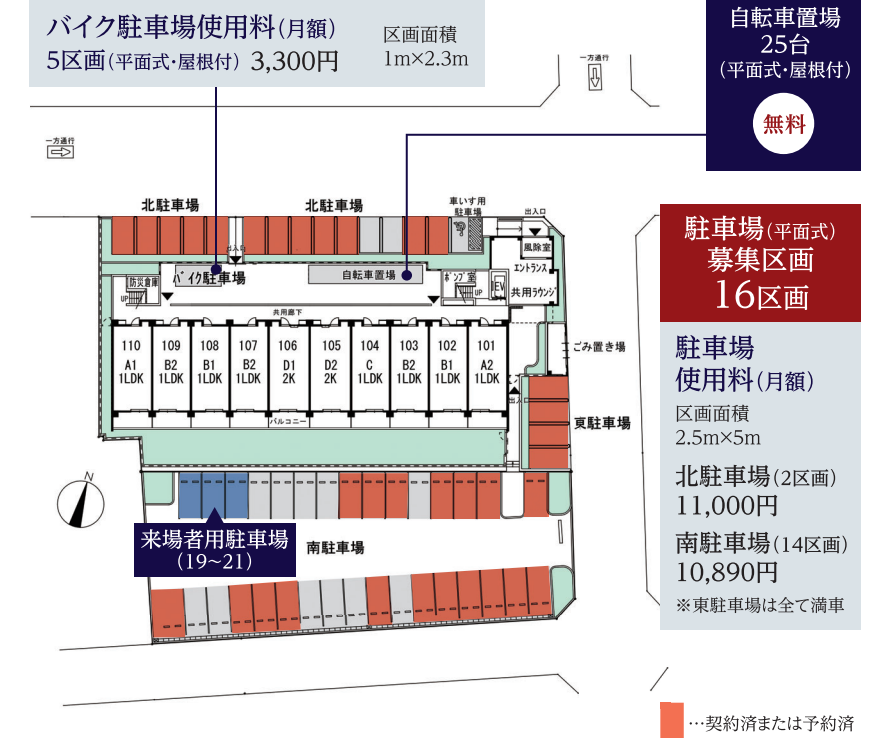 バイク駐車場使用料(月額)
5区画(平面式・屋根付) 3,300円
区画面積
1m×2.3m
自転車置場
25台
(平面式・屋根付)
無料
一方通行
一方通行
北駐車場
北駐車場
車いす用
駐車場
出入口
風除室
エントランス
共用ラウンジ
EV
ポンプ室
UP
自転車置場
バイク駐車場
出入口
防災倉庫
UP
共用廊下
110
A1
1LDK
109
B2
1LDK
108
B1
1LDK
107
B2
1LDK
106
D1
2K
105
D2
2K
104
C
1LDK
103
B2
1LDK
102
B1
1LDK
101
A2
1LDK
バルコニー
出入口
ごみ置き場
東駐車場
N
来場者用駐車場
(19~21)
南駐車場
駐車場(平面式)
募集区画
16区画
駐車場
使用料(月額)
区画面積
2.5m×5m
北駐車場(2区画)
11,000円
南駐車場(14区画)
10,890円
※東駐車場は全て満車
…契約済または予約済